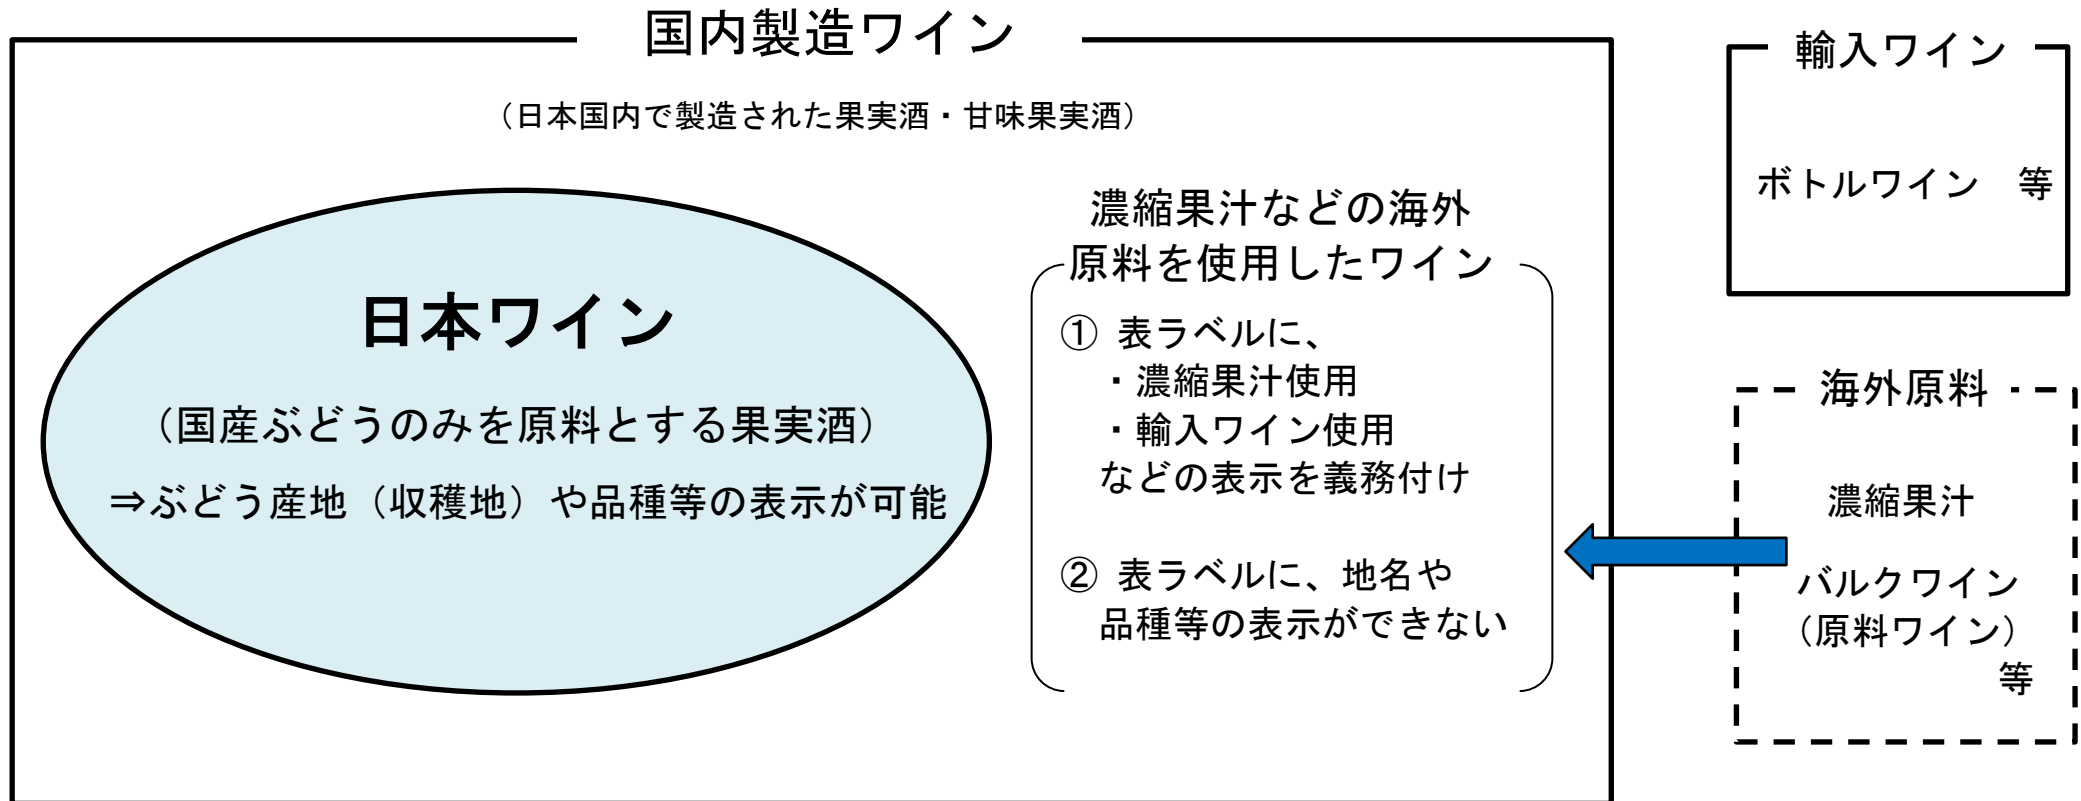 国内製造ワイン
（日本国内で製造された果実酒・甘味果実酒）
日本ワイン
（国産ぶどうのみを原料とする果実酒）
⇒ぶどう産地（収穫地）や品種等の表示が可能
濃縮果汁などの海外
原料を使用したワイン
① 表ラベルに、
・濃縮果汁使用
・輸入ワイン使用
などの表示を義務付け
② 表ラベルに、地名や
品種等の表示ができない
輸入ワイン
ボトルワイン　等
海外原料
濃縮果汁
バルクワイン
（原料ワイン）
等